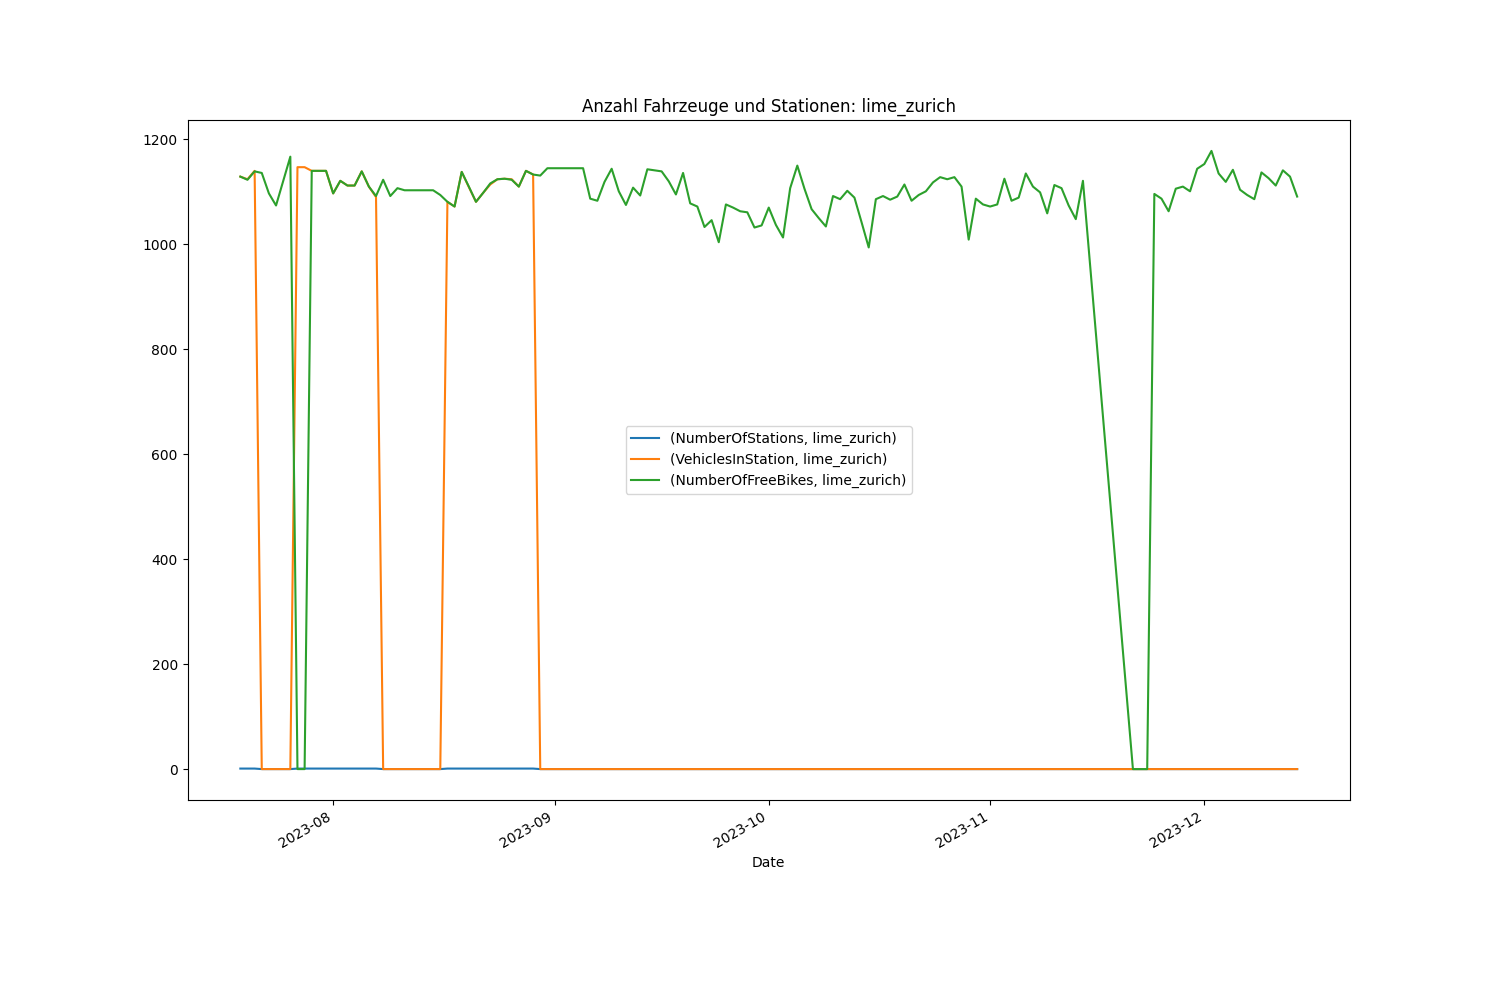 Anzahl Fahrzeuge und Stationen: lime_zurich
1200
1000
800
600
400
200
0
(NumberOfStations, lime_zurich)
(VehiclesInStation, lime_zurich)
(NumberOfFreeBikes, lime_zurich)
2023-08
2023-09
2023-10
2023-11
2023-12
Date